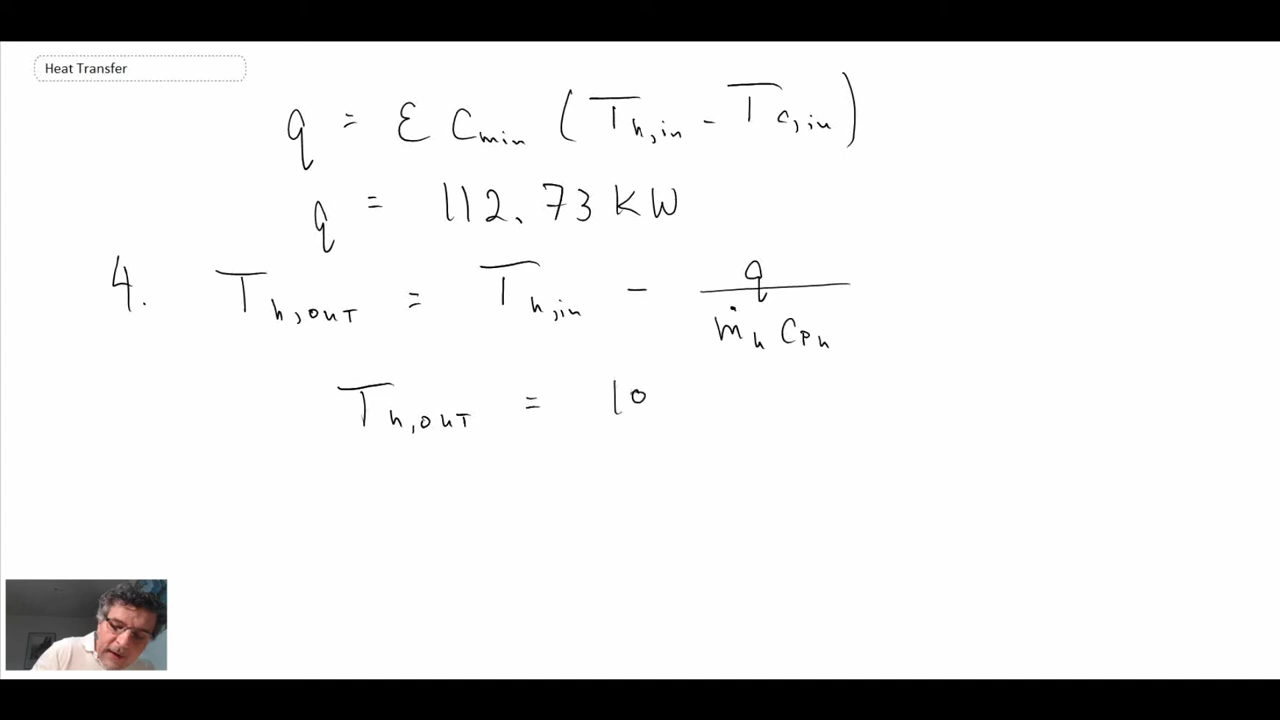 Heat Transfer
q = ε Cmin (Th,in - Tc,in)
q = 112.73 KW
4. Th,out = Th,in - q / ṁh Cph
Th,out = 10